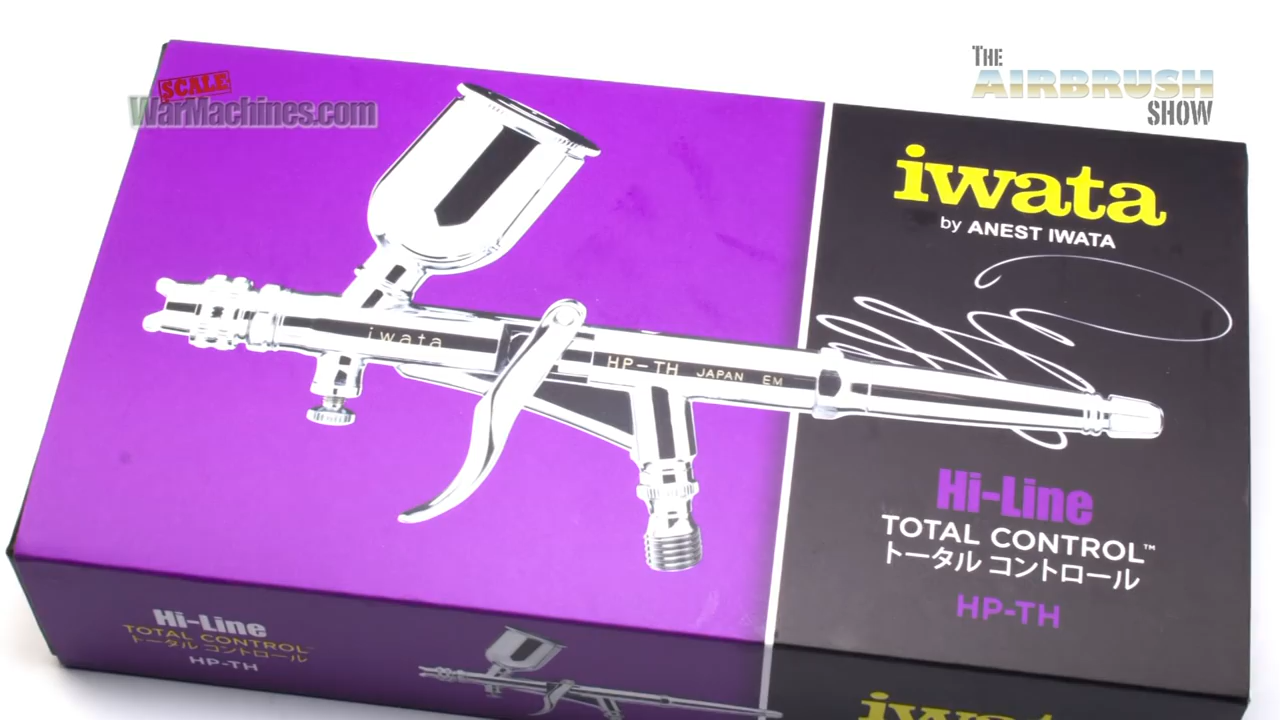 SCALE
WarMachines.com
THE
AIRBRUSH
SHOW
iwata
by ANEST IWATA
iwata
HP-TH JAPAN EM
Hi-Line
TOTAL CONTROL™
トータル コントロール
HP-TH
Hi-Line
TOTAL CONTROL™
トータル コントロール
HP-TH
iwata